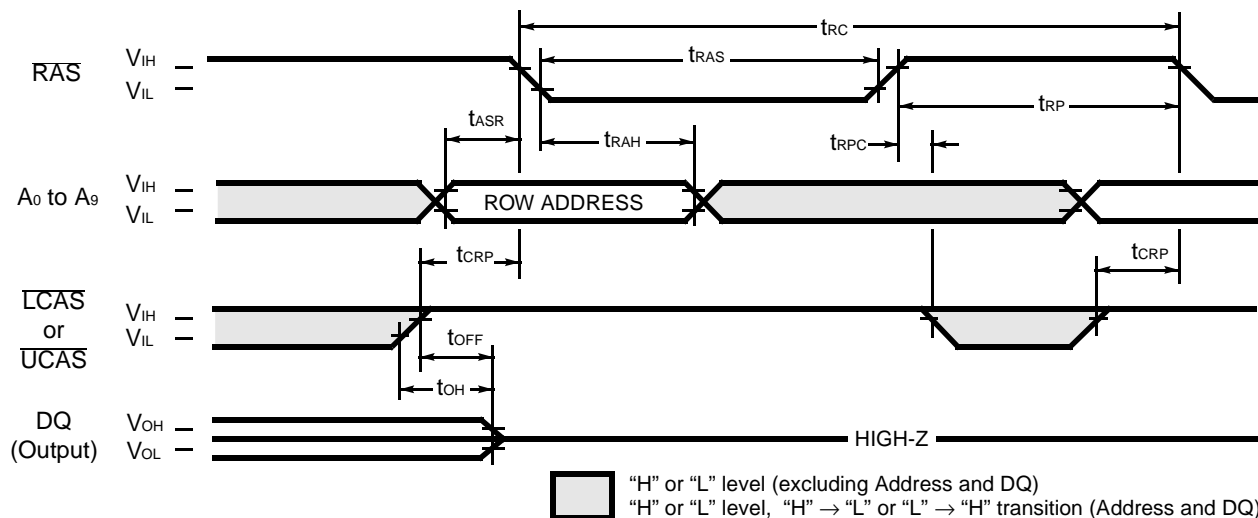 tRC
RAS
VIH
VIL
tRAS
tRP
tASR
tRAH
tRPC
A0 to A9
VIH
VIL
ROW ADDRESS
tCRP
tCRP
LCAS
or
UCAS
VIH
VIL
tOFF
tOH
DQ
(Output)
VOH
VOL
HIGH-Z
“H” or “L” level (excluding Address and DQ)
“H” or “L” level, “H” → “L” or “L” → “H” transition (Address and DQ)